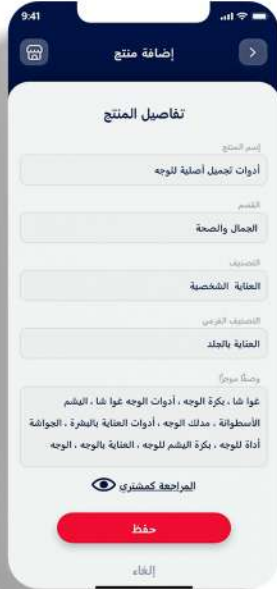 9:41
إضافة منتج
تفاصيل المنتج
إسم المنتج
أدوات تجميل أصلية للوجه
القسم
الجمال والصحة
التصنيف
العناية الشخصية
التصنيف الفرعي
العناية بالجلد
وصفًا موجزًا
غوا شا ، بكرة الوجه ، أدوات الوجه غوا شا ، اليشم
الأسطوانة ، مدلك الوجه ، أدوات العناية بالبشرة ، الجواشة
أداة للوجه ، بكرة اليشم للوجه ، العناية بالوجه ، الوجه
المراجعة كمشتري
حفظ
إلغاء